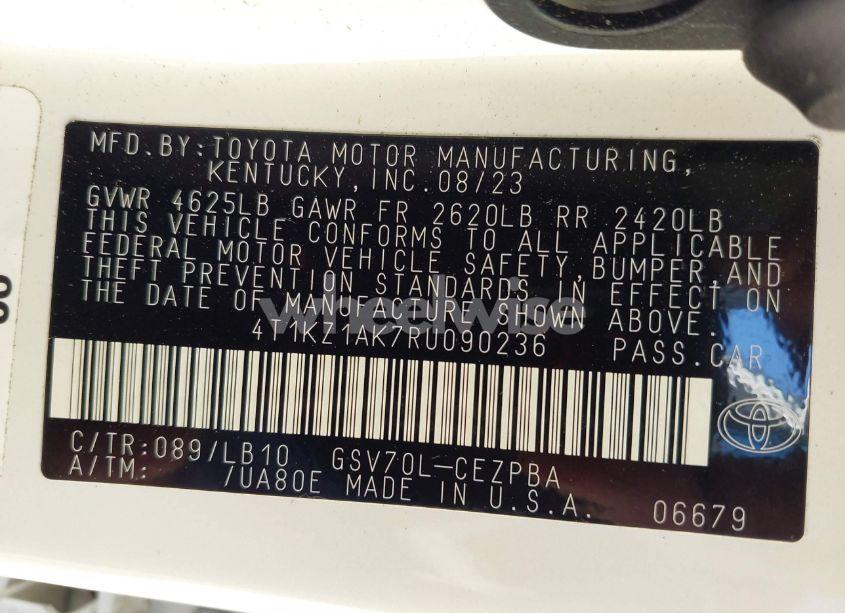 MFD.BY:TOYOTA MOTOR MANUFACTURING,
KENTUCKY,INC.08/23
GVWR 4625LB GAWR FR 2620LB RR 2420LB
THIS VEHICLE CONFORMS TO ALL APPLICABLE
FEDERAL MOTOR VEHICLE SAFETY,BUMPER,AND
THEFT PREVENTION STANDARDS IN EFFECT ON
THE DATE OF MANUFACTURE SHOWN ABOVE.
wheelwise
4T1KZ1AK7RU090236 PASS.CAR
C/TR:089/LB10 GSV70L-CEZPBA
A/TM: /UA80E MADE IN U.S.A. 06679